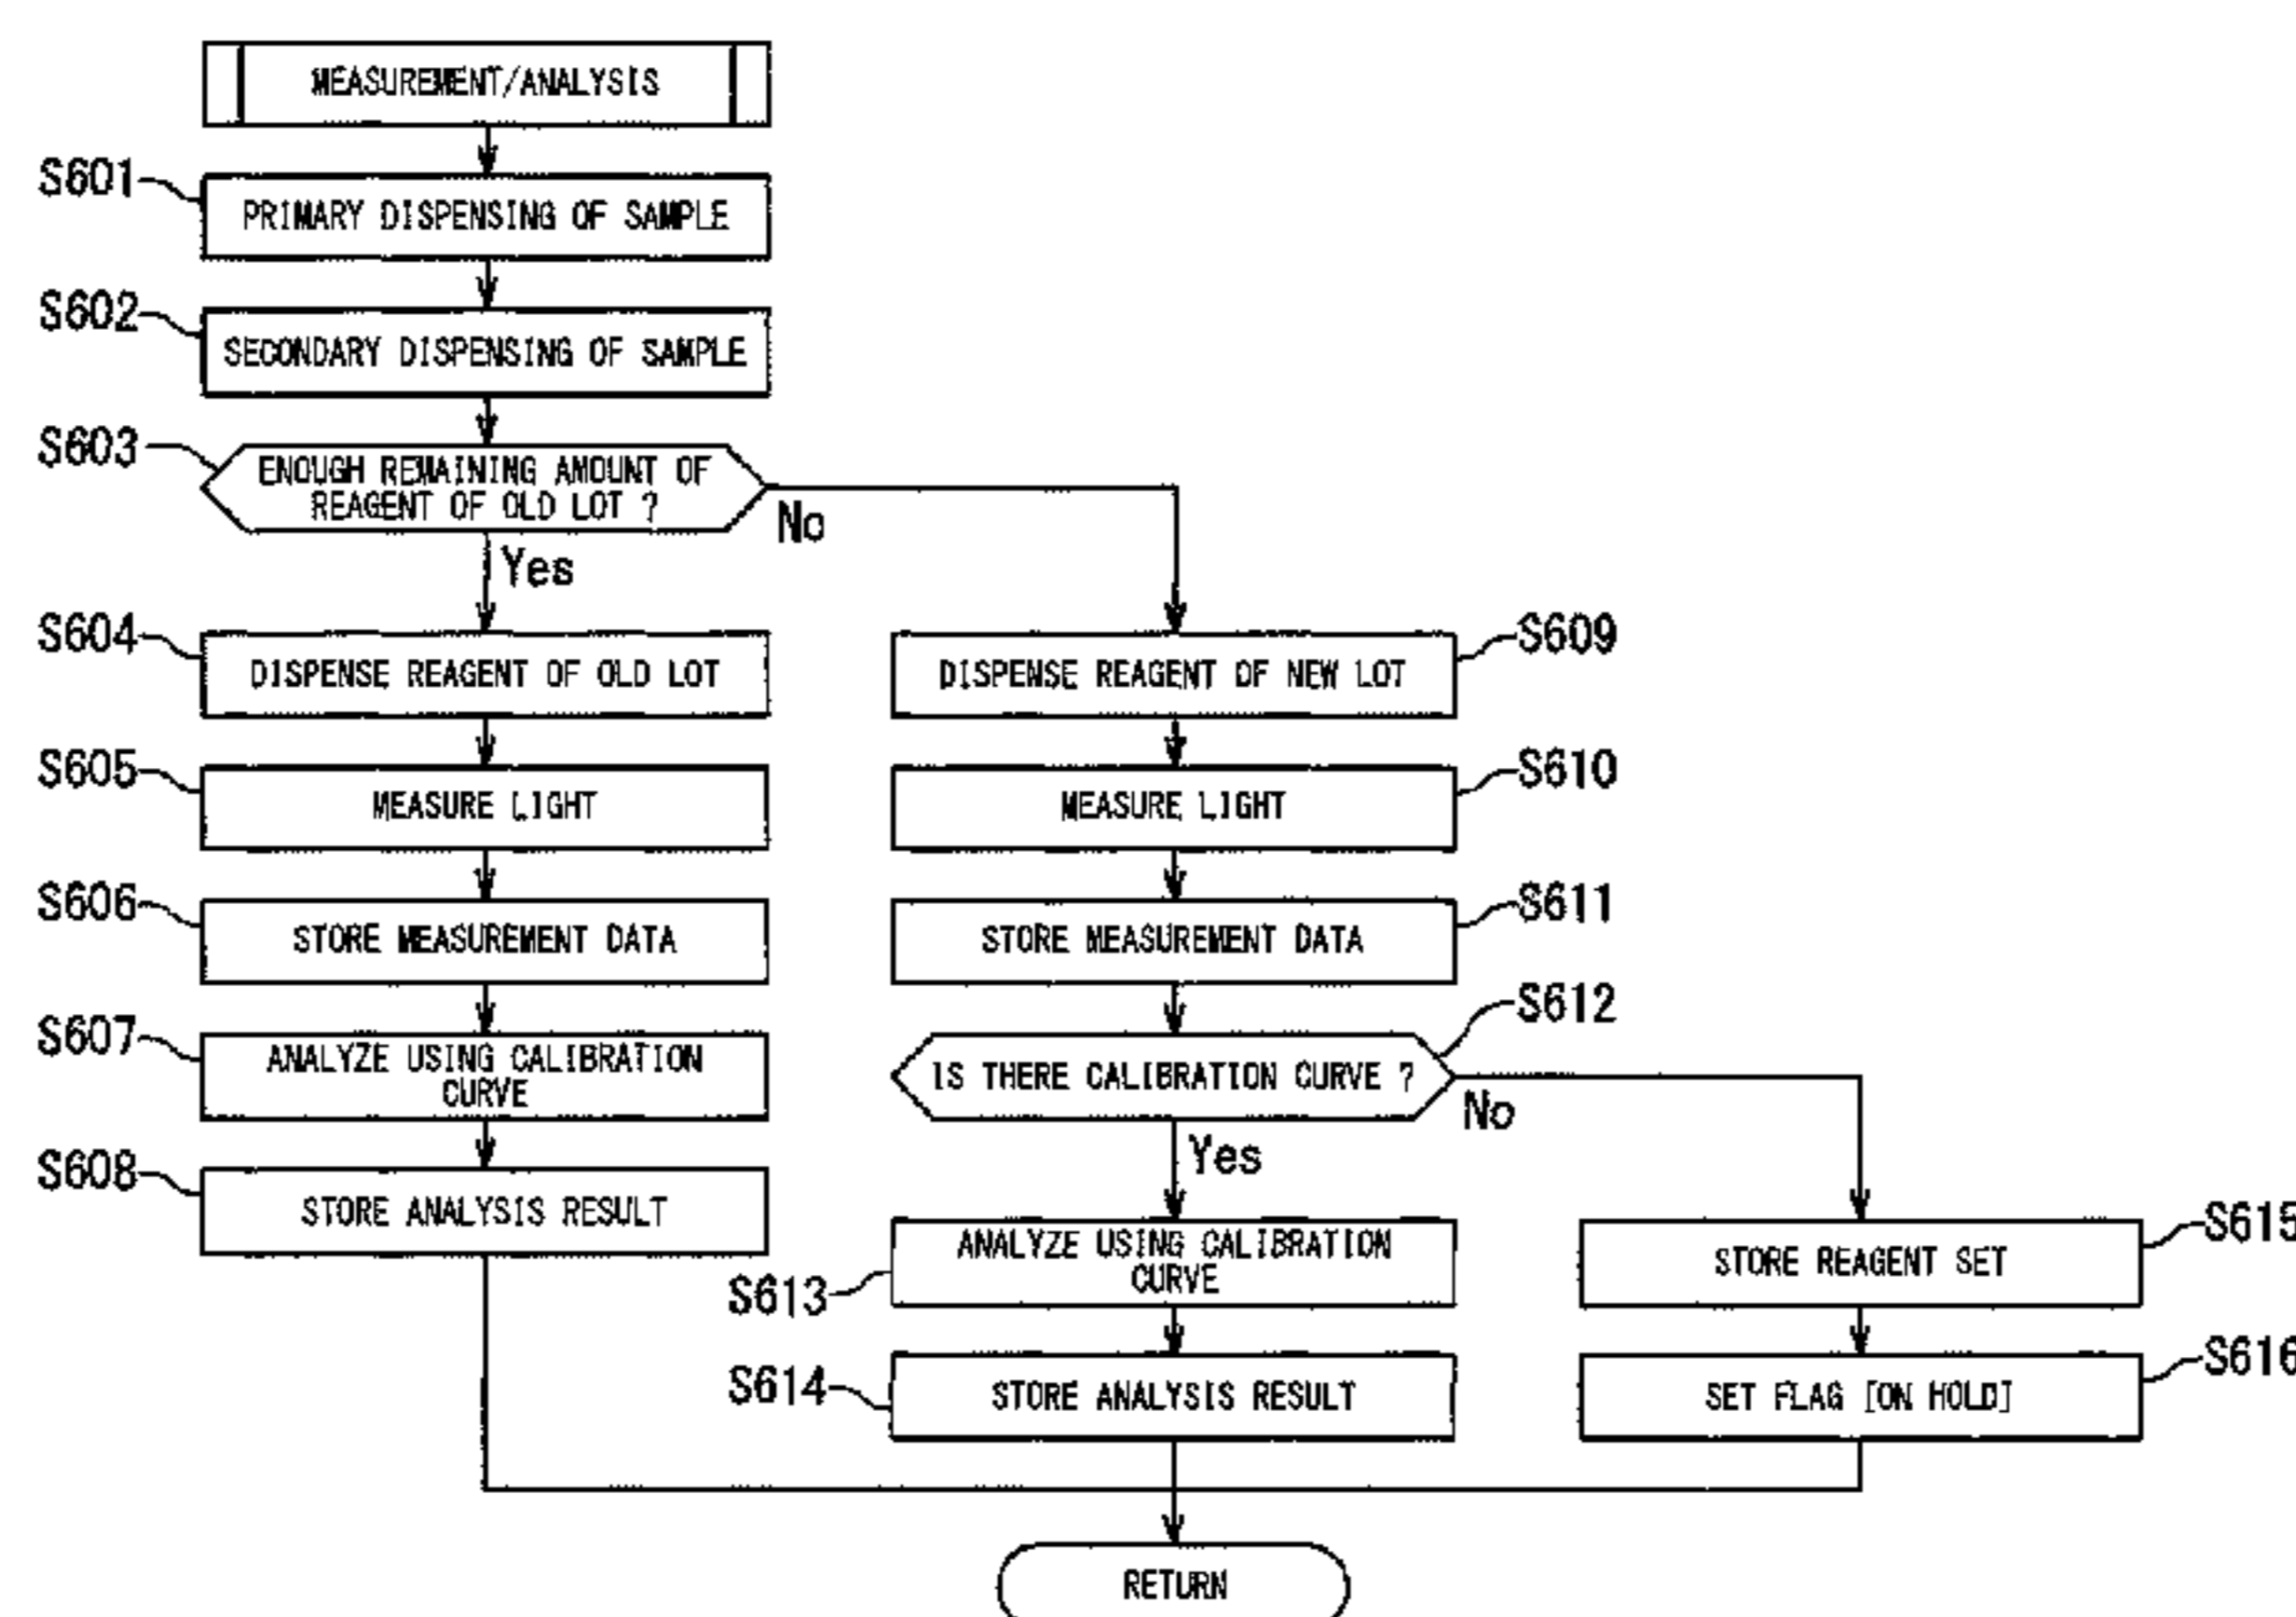 MEASUREMENT/ANALYSIS
S601
PRIMARY DISPENSING OF SAMPLE
S602
SECONDARY DISPENSING OF SAMPLE
S603
ENOUGH REMAINING AMOUNT OF
REAGENT OF OLD LOT ?
No
Yes
S604
DISPENSE REAGENT OF OLD LOT
S605
MEASURE LIGHT
S606
STORE MEASUREMENT DATA
S607
ANALYZE USING CALIBRATION
CURVE
S608
STORE ANALYSIS RESULT
S609
DISPENSE REAGENT OF NEW LOT
S610
MEASURE LIGHT
S611
STORE MEASUREMENT DATA
S612
IS THERE CALIBRATION CURVE ?
No
Yes
S613
ANALYZE USING CALIBRATION
CURVE
S614
STORE ANALYSIS RESULT
S615
STORE REAGENT SET
S616
SET FLAG [ON HOLD]
RETURN